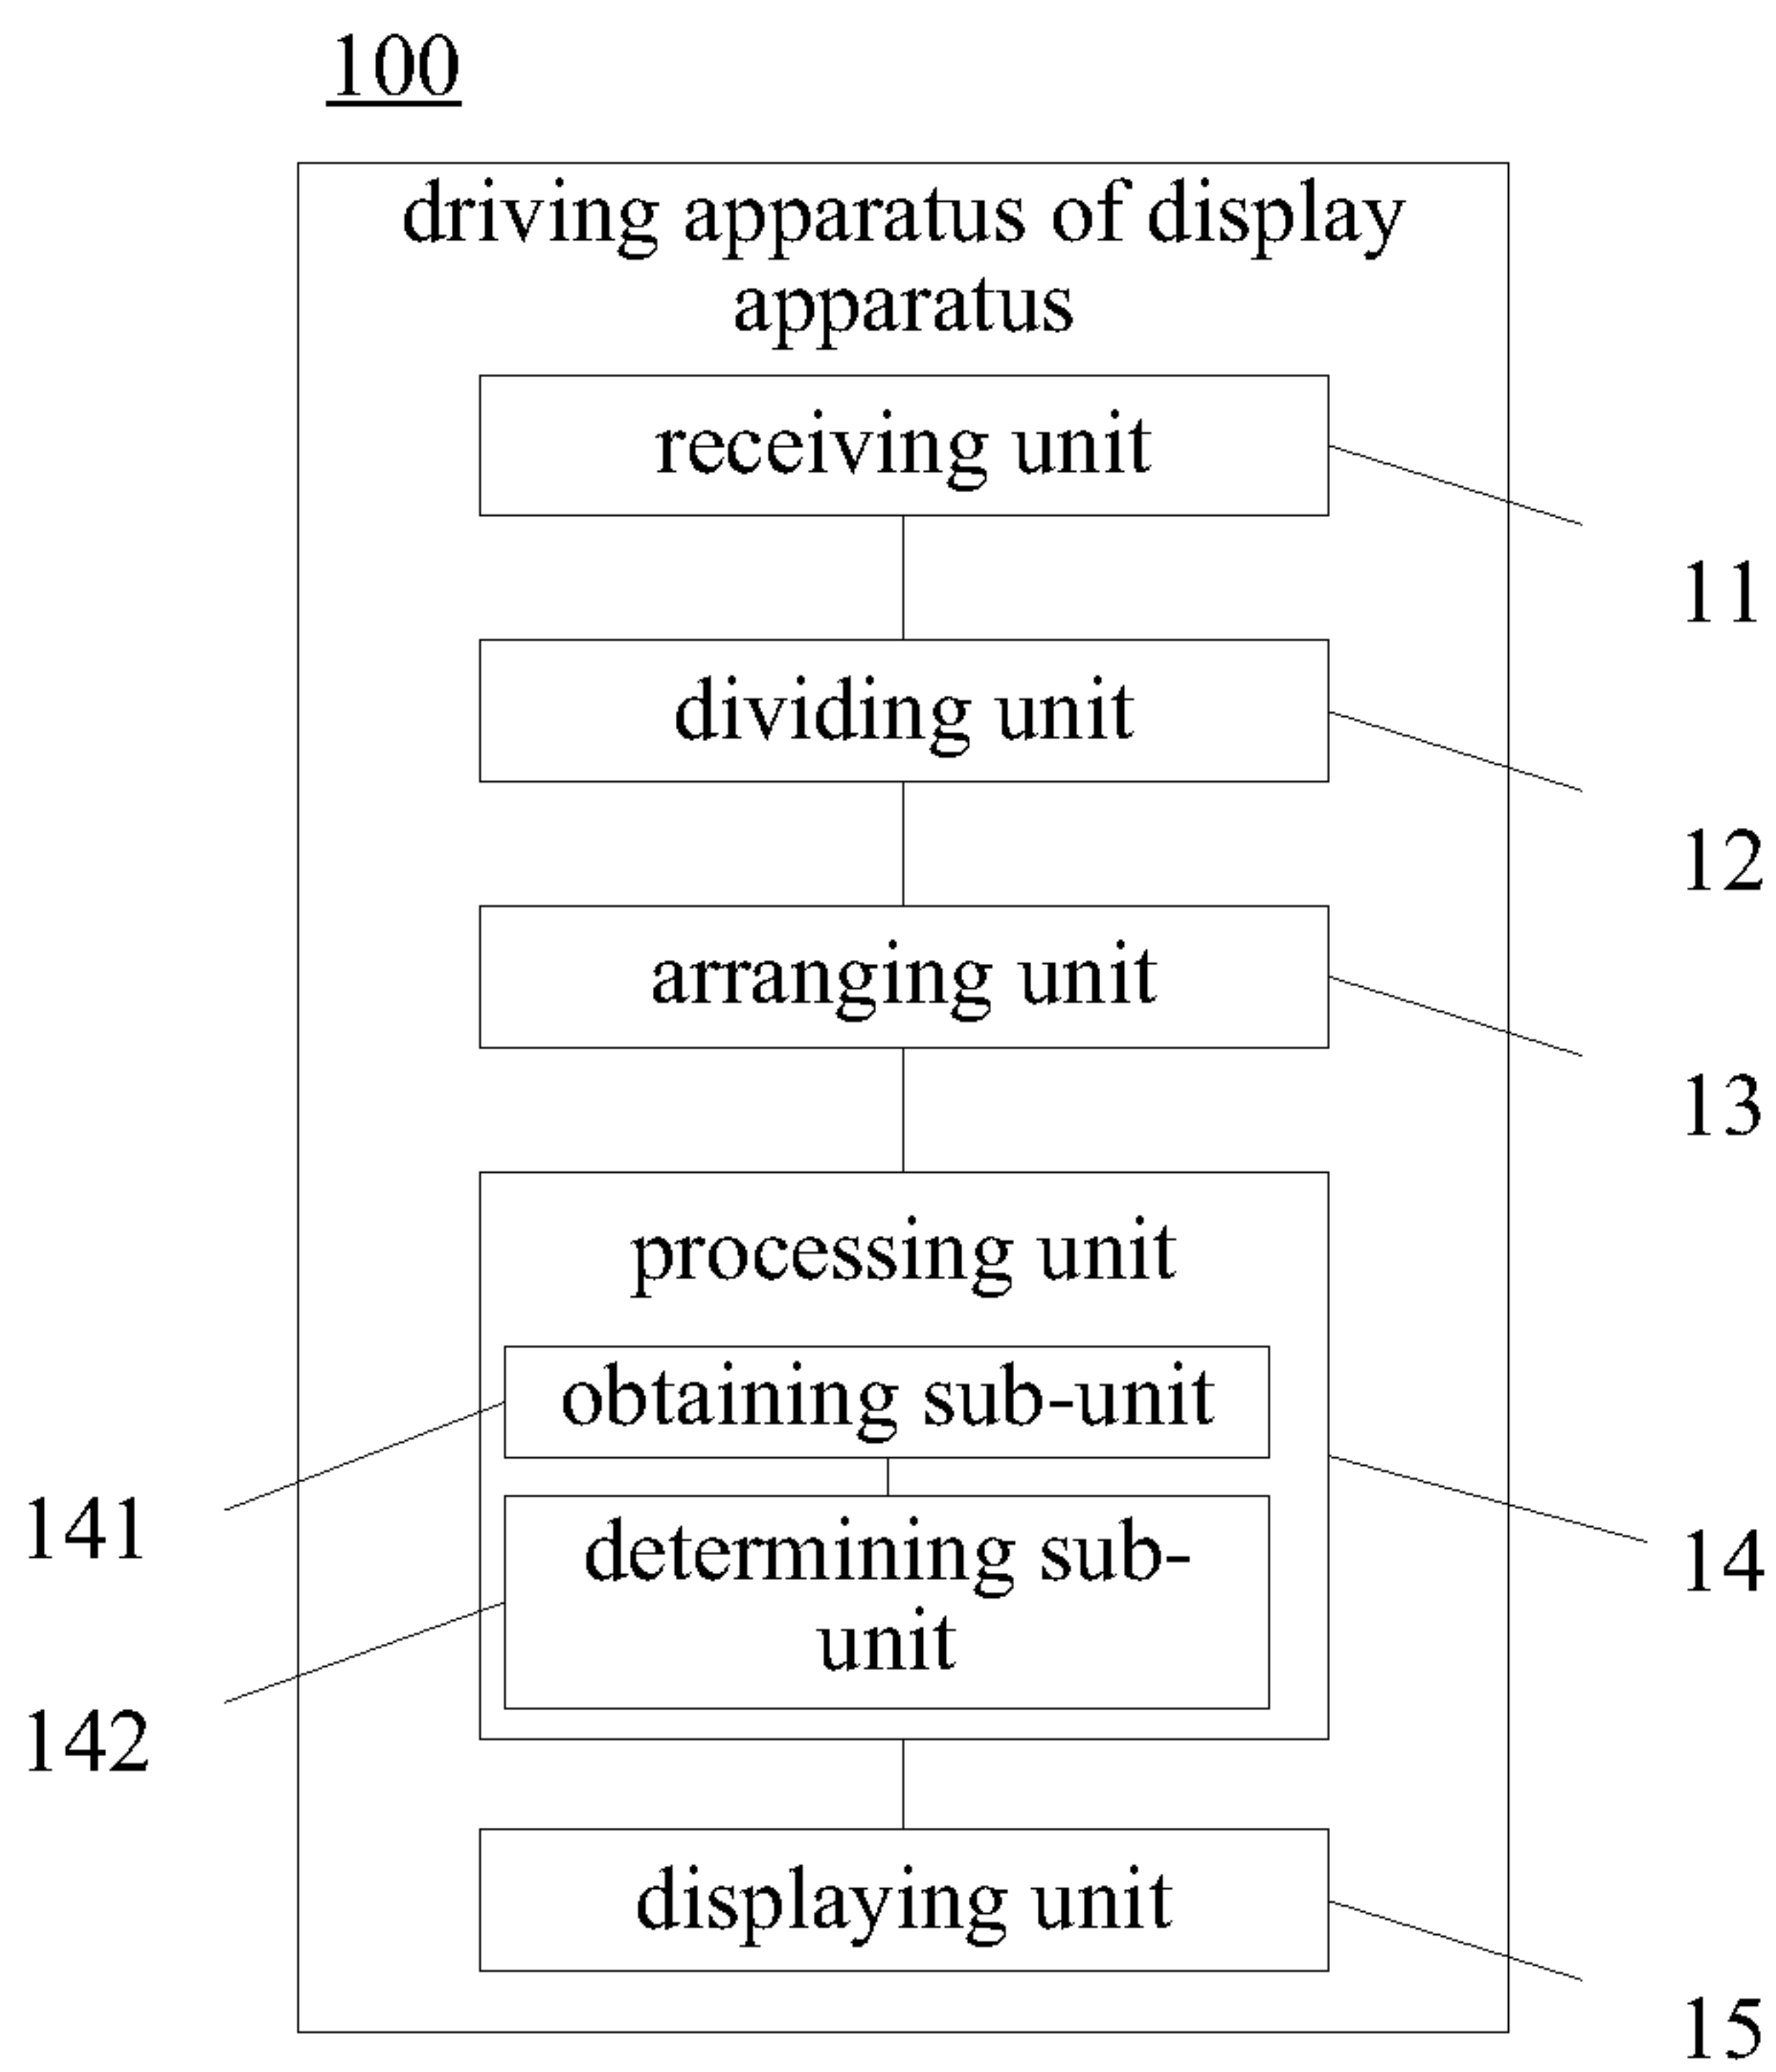 100
driving apparatus of display
apparatus
receiving unit
11
dividing unit
12
arranging unit
13
processing unit
obtaining sub-unit
141
determining sub-
unit
14
142
displaying unit
15